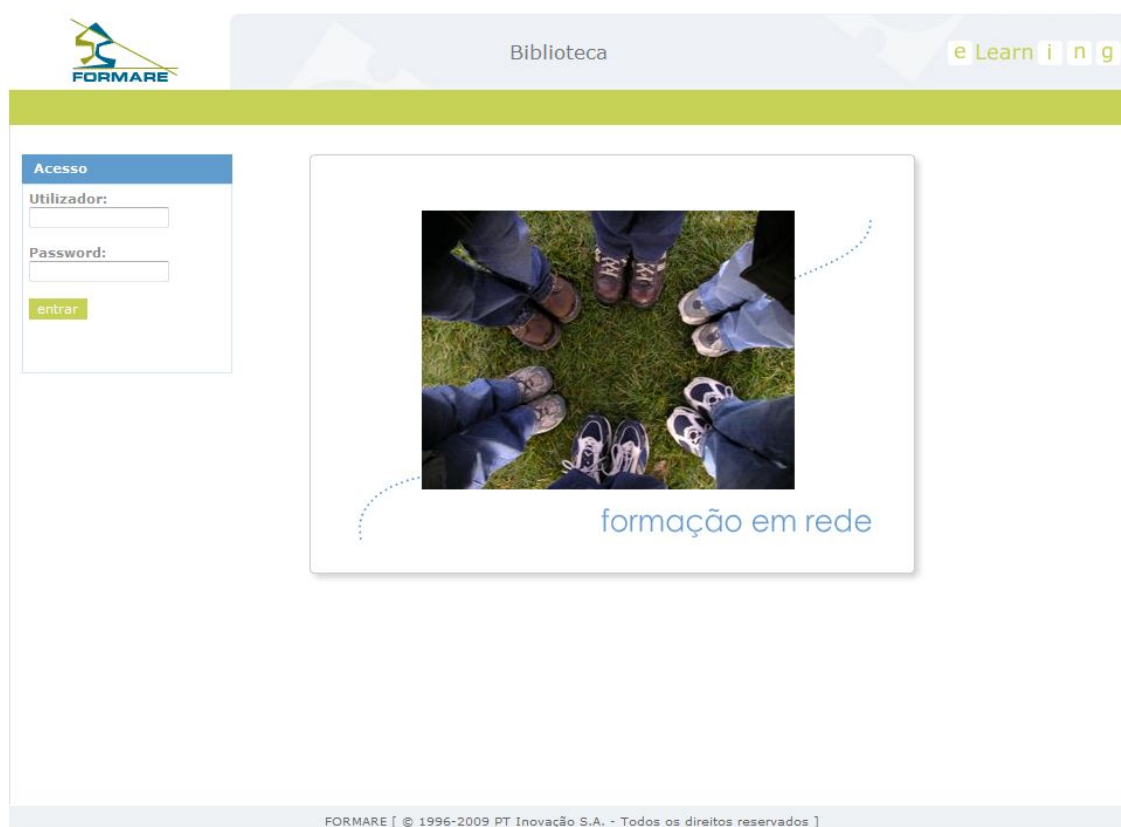 FORMARE
Biblioteca
e Learn i n g
Acesso
Utilizador:
Password:
entrar
formação em rede
FORMARE [ © 1996-2009 PT Inovação S.A. - Todos os direitos reservados ]